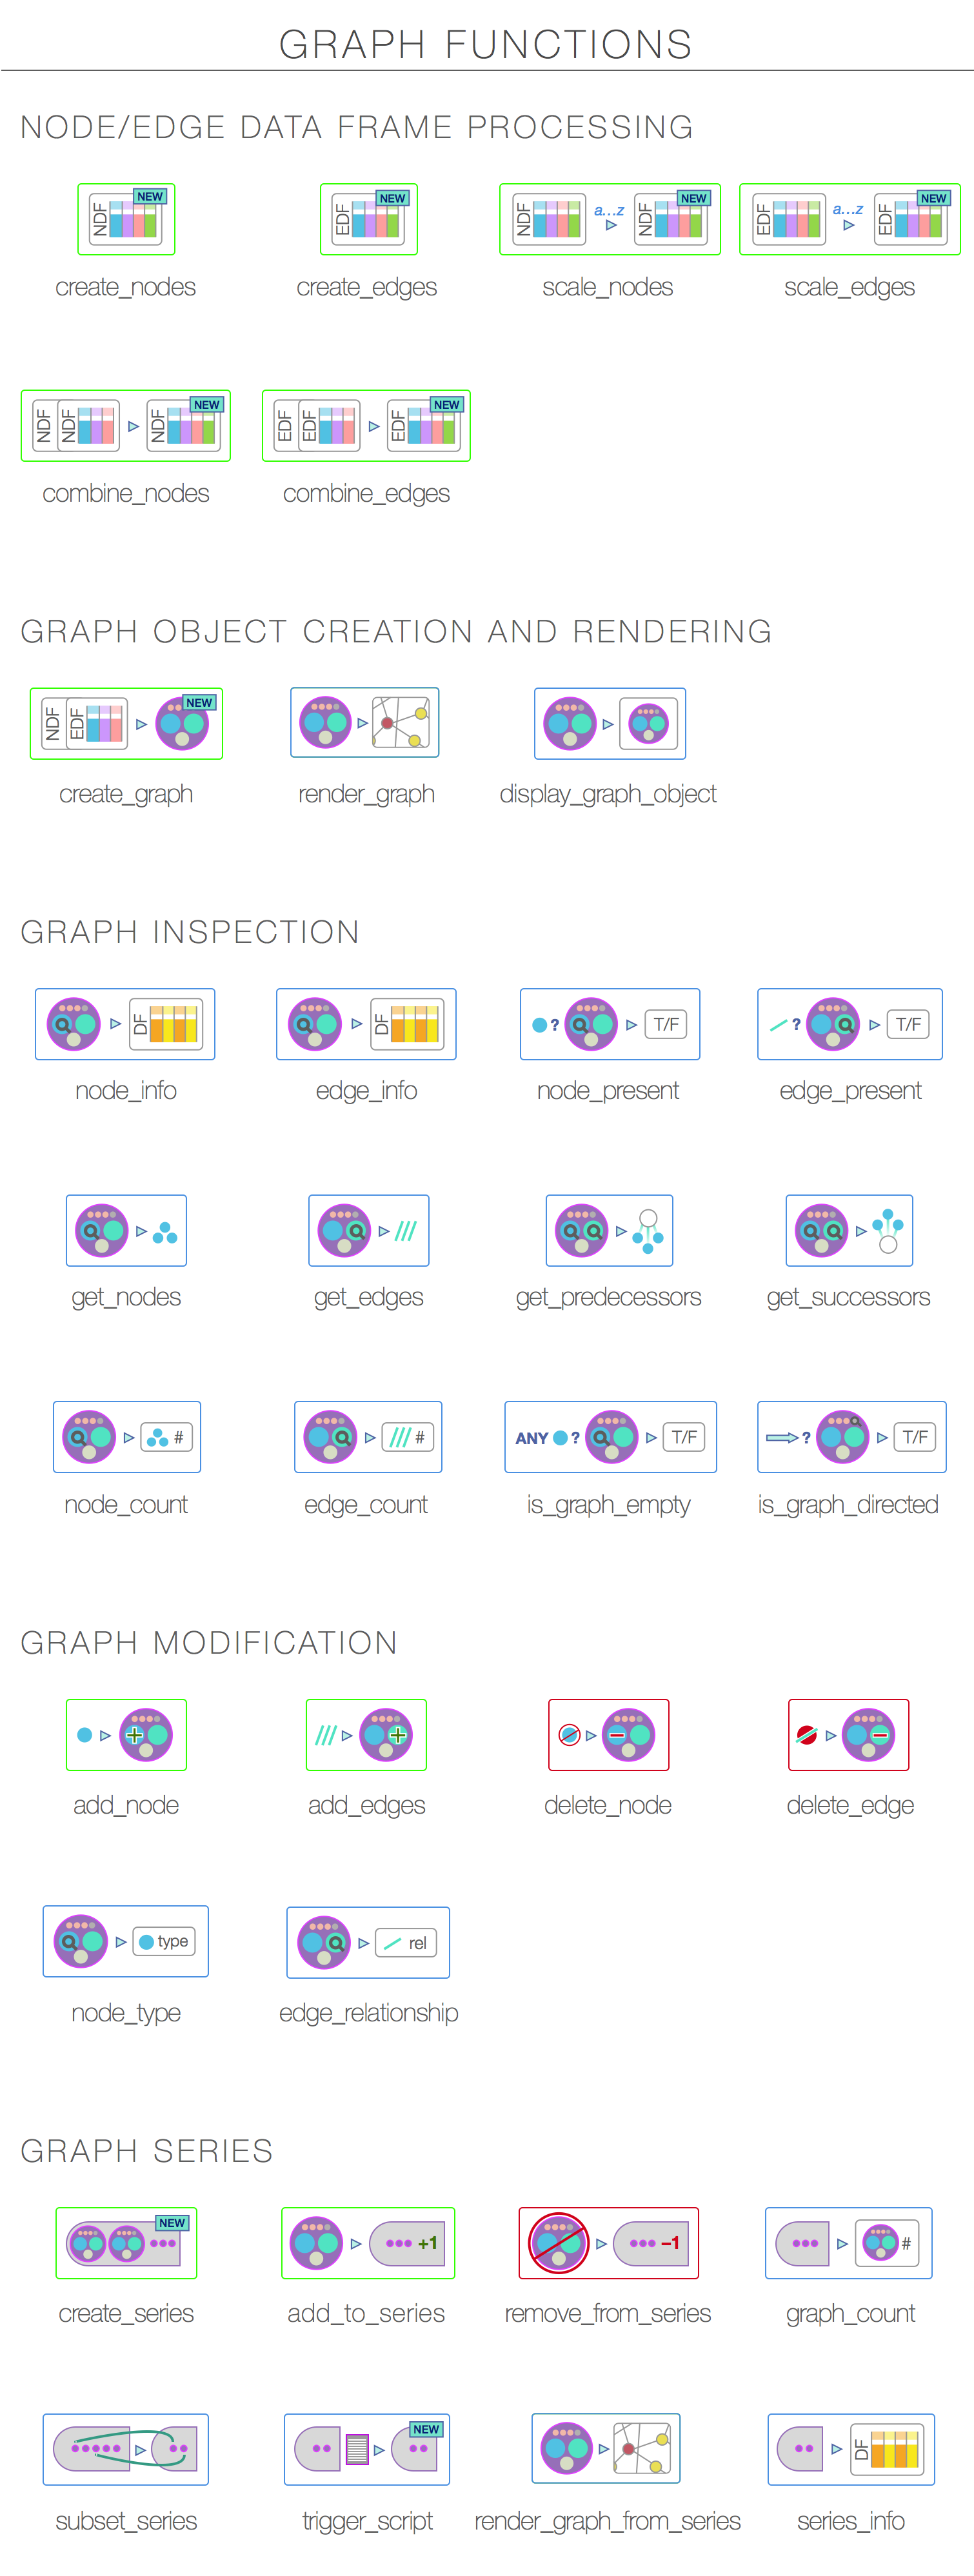 GRAPH FUNCTIONS
NODE/EDGE DATA FRAME PROCESSING
NDF NEW
EDF NEW
NDF a...z NDF NEW
EDF a...z EDF NEW
create_nodes create_edges scale_nodes scale_edges
NDF NDF NDF NEW
EDF EDF EDF NEW
combine_nodes combine_edges
GRAPH OBJECT CREATION AND RENDERING
NDF EDF NEW
create_graph render_graph display_graph_object
GRAPH INSPECTION
DF
DF
? T/F
? T/F
node_info edge_info node_present edge_present
get_nodes get_edges get_predecessors get_successors
#
#
ANY ? T/F
? T/F
node_count edge_count is_graph_empty is_graph_directed
GRAPH MODIFICATION
add_node add_edges delete_node delete_edge
type
rel
node_type edge_relationship
GRAPH SERIES
NEW
+1
-1
#
create_series add_to_series remove_from_series graph_count
NEW
DF
subset_series trigger_script render_graph_from_series series_info